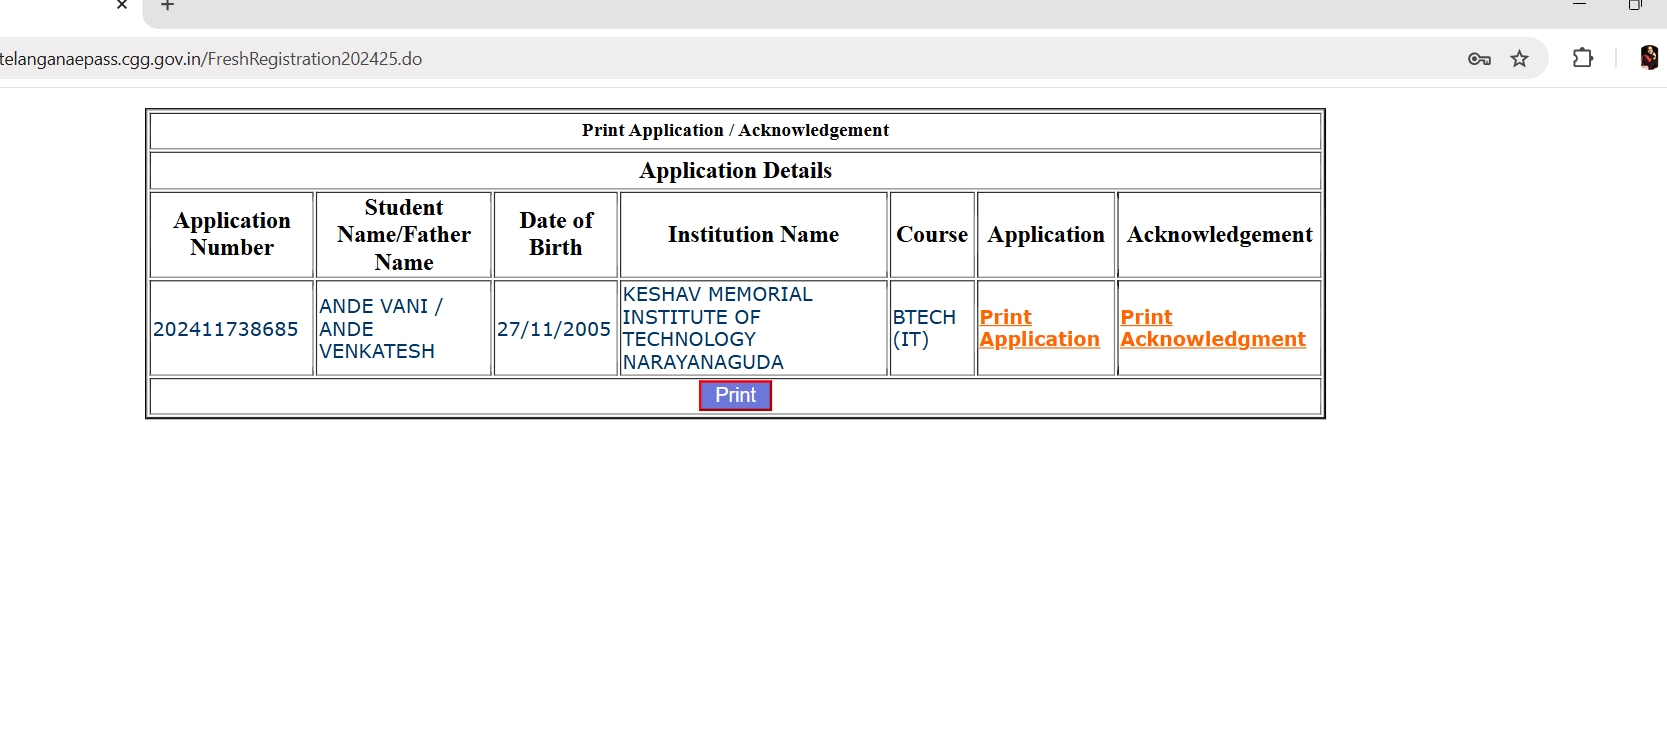 telanganaepass.cgg.gov.in/FreshRegistration202425.do
Print Application / Acknowledgement
Application Details
Application
Number
Student
Name/Father
Name
Date of
Birth
Institution Name
Course
Application
Acknowledgement
202411738685
ANDE VANI /
ANDE
VENKATESH
27/11/2005
KESHAV MEMORIAL
INSTITUTE OF
TECHNOLOGY
NARAYANAGUDA
BTECH
(IT)
Print
Application
Print
Acknowledgment
Print